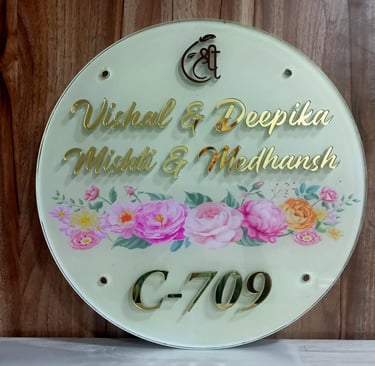 श्री
Vishal & Deepika
Mishti & Medhansh
C-709